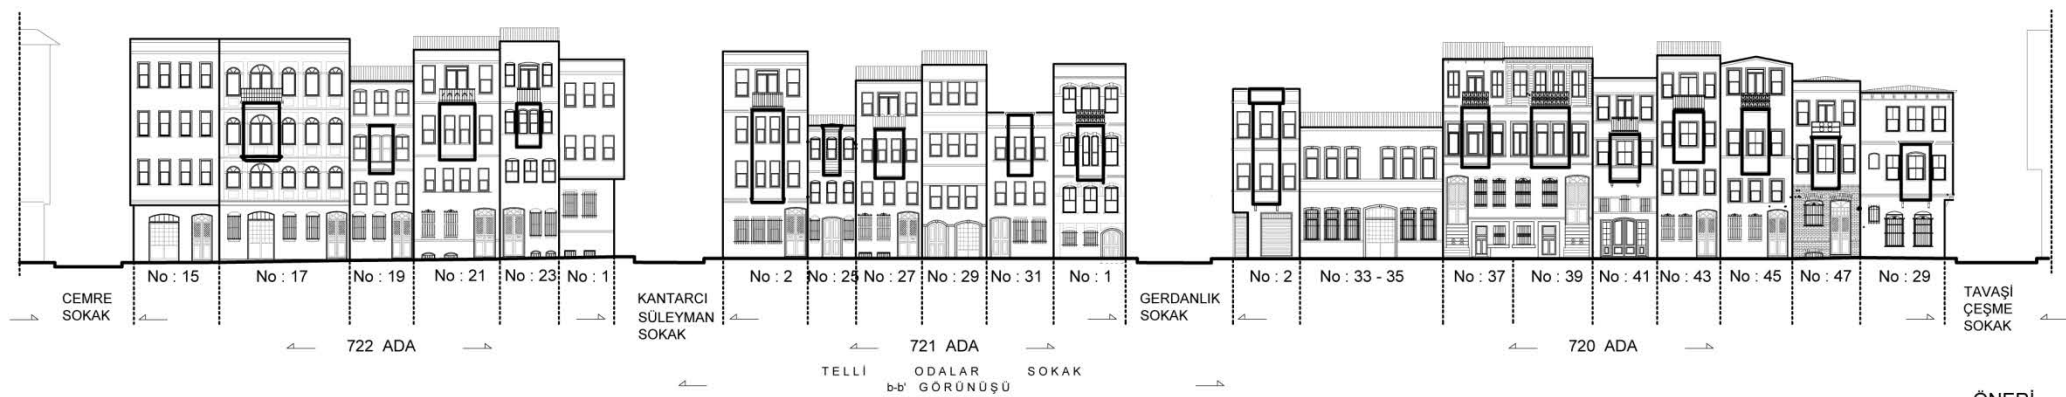 No : 15 No : 17 No : 19 No : 21 No : 23 No : 1 No : 2 No : 25 No : 27 No : 29 No : 31 No : 1 No : 2 No : 33 - 35 No : 37 No : 39 No : 41 No : 43 No : 45 No : 47 No : 29
CEMRE
SOKAK
KANTARCI
SÜLEYMAN
SOKAK
GERDANLIK
SOKAK
TAVAŞİ
ÇEŞME
SOKAK
722 ADA
721 ADA
720 ADA
TELLİ ODALAR SOKAK
b-b' GÖRÜNÜŞÜ
ÖNERİ